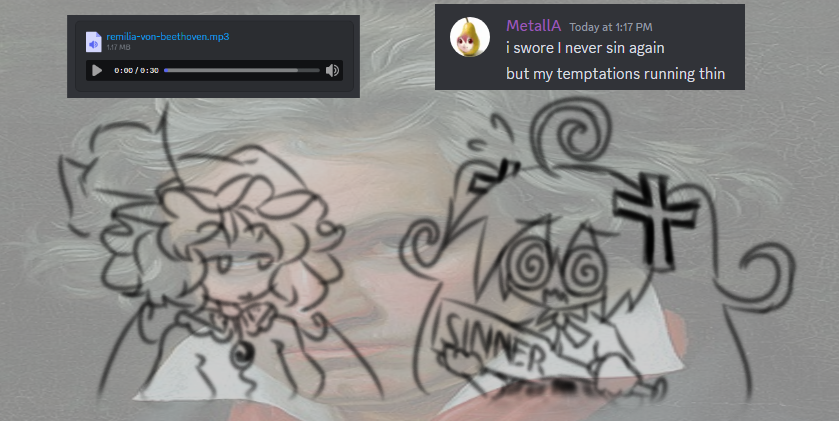 remilia-von-beethoven.mp3
1.17 MB
0:00 / 0:30
MetallA Today at 1:17 PM
i swore I never sin again
but my temptations running thin
SINNER